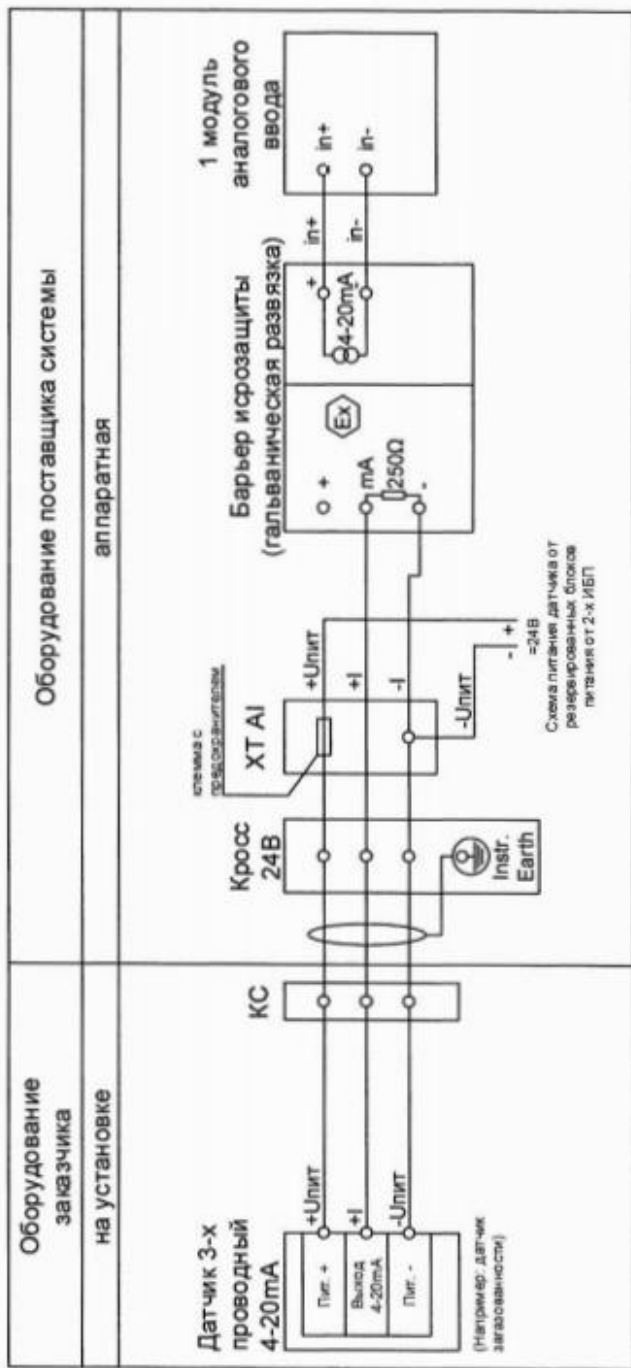 Оборудование
заказчика
Оборудование поставщика системы
на установке
аппаратная
Датчик 3-х
проводный
4-20mA
Пит. +
Выход
4-20mA
Пит. -
(Например: датчик
загазованности)
+Uпит
+I
-Uпит
КС
Кросс
24В
Instr.
Earth
клемма с
предохранителем
XT AI
+Uпит
+I
-I
-Uпит
- +
=24В
Схема питания датчика от
резервированных блоков
питания от 2-х ИБП
Барьер исрозащиты
(гальваническая развязка)
+
mA
250Ω
-
Ex
+
4-20mA
-
in+
in-
1 модуль
аналогового
ввода
in+
in-